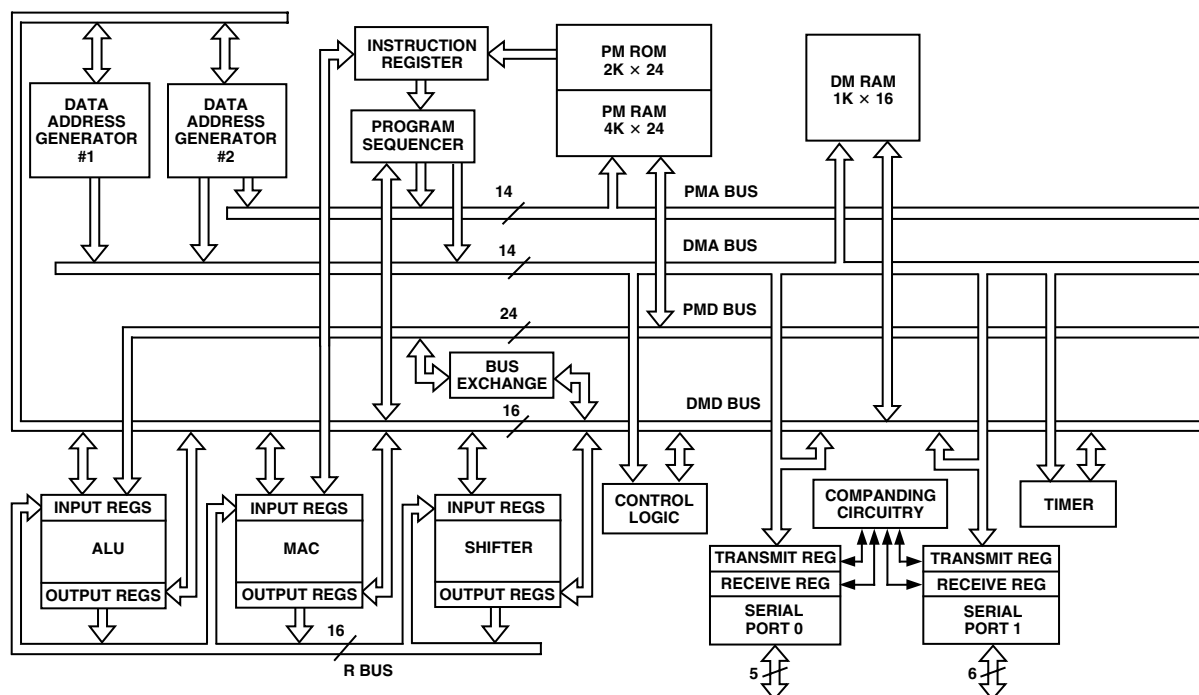 DATA
ADDRESS
GENERATOR
#1
DATA
ADDRESS
GENERATOR
#2
INSTRUCTION
REGISTER
PROGRAM
SEQUENCER
PM ROM
2K × 24
PM RAM
4K × 24
DM RAM
1K × 16
14
PMA BUS
14
DMA BUS
24
PMD BUS
BUS
EXCHANGE
16
DMD BUS
INPUT REGS
ALU
OUTPUT REGS
INPUT REGS
MAC
OUTPUT REGS
INPUT REGS
SHIFTER
OUTPUT REGS
16
R BUS
CONTROL
LOGIC
COMPANDING
CIRCUITRY
TIMER
TRANSMIT REG
RECEIVE REG
SERIAL
PORT 0
5
TRANSMIT REG
RECEIVE REG
SERIAL
PORT 1
6